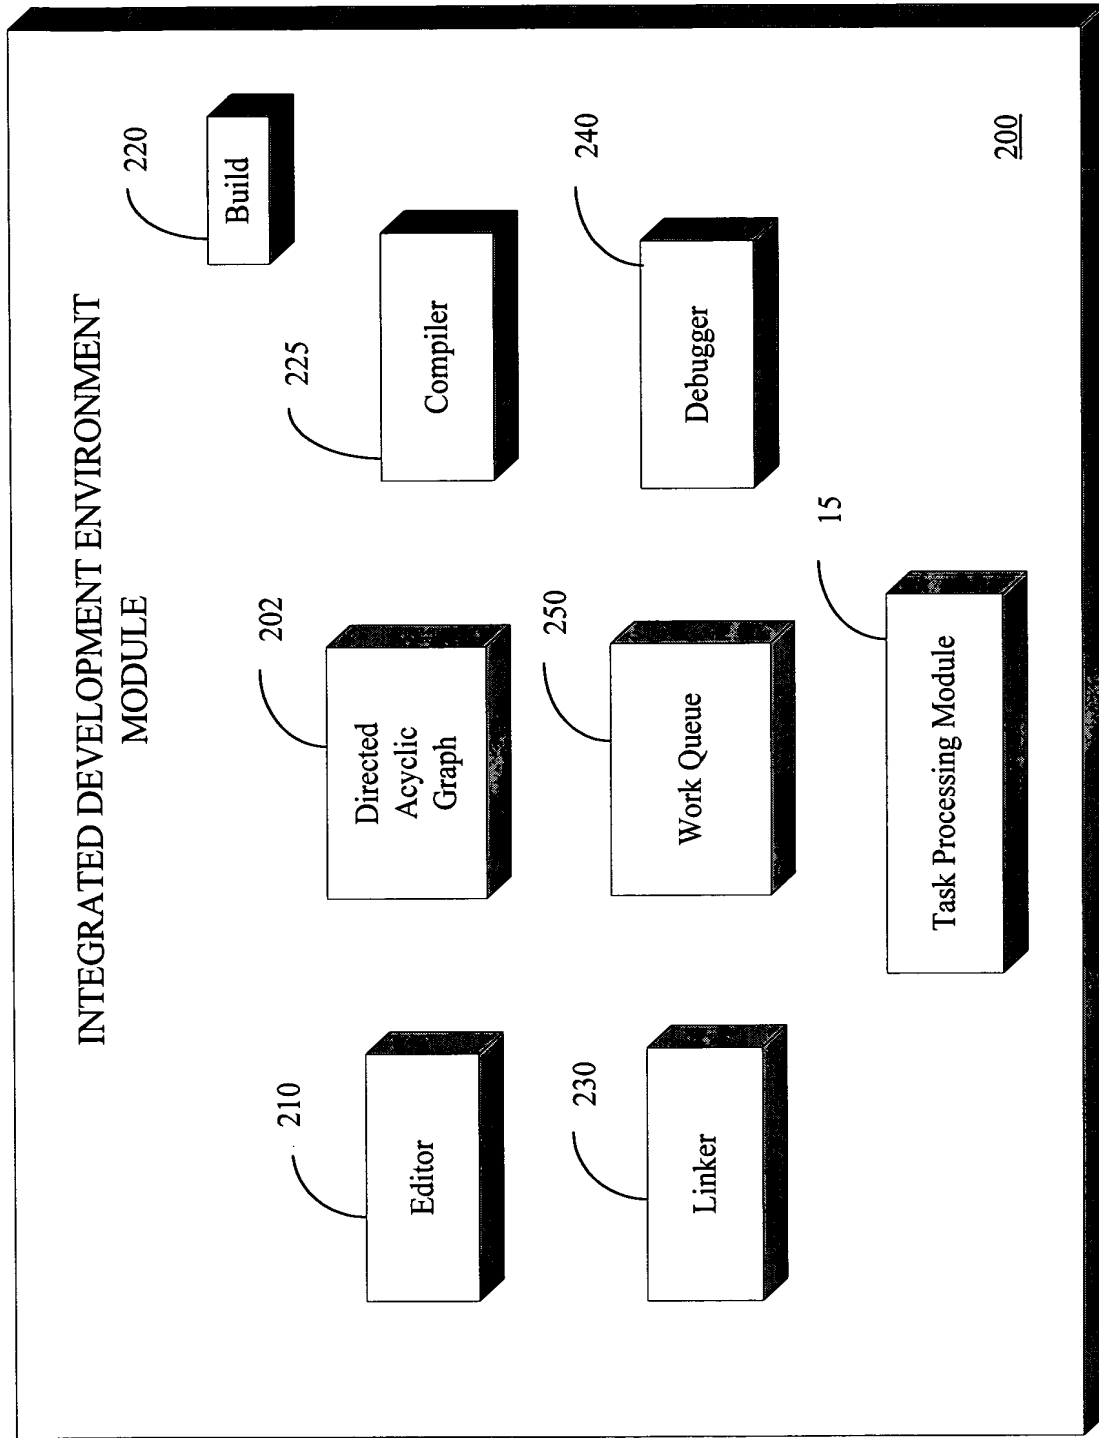 INTEGRATED DEVELOPMENT ENVIRONMENT
MODULE
220
Build
202
210
225
Directed
Acyclic
Graph
Editor
Compiler
250
230
240
Work Queue
Linker
Debugger
15
Task Processing Module
200